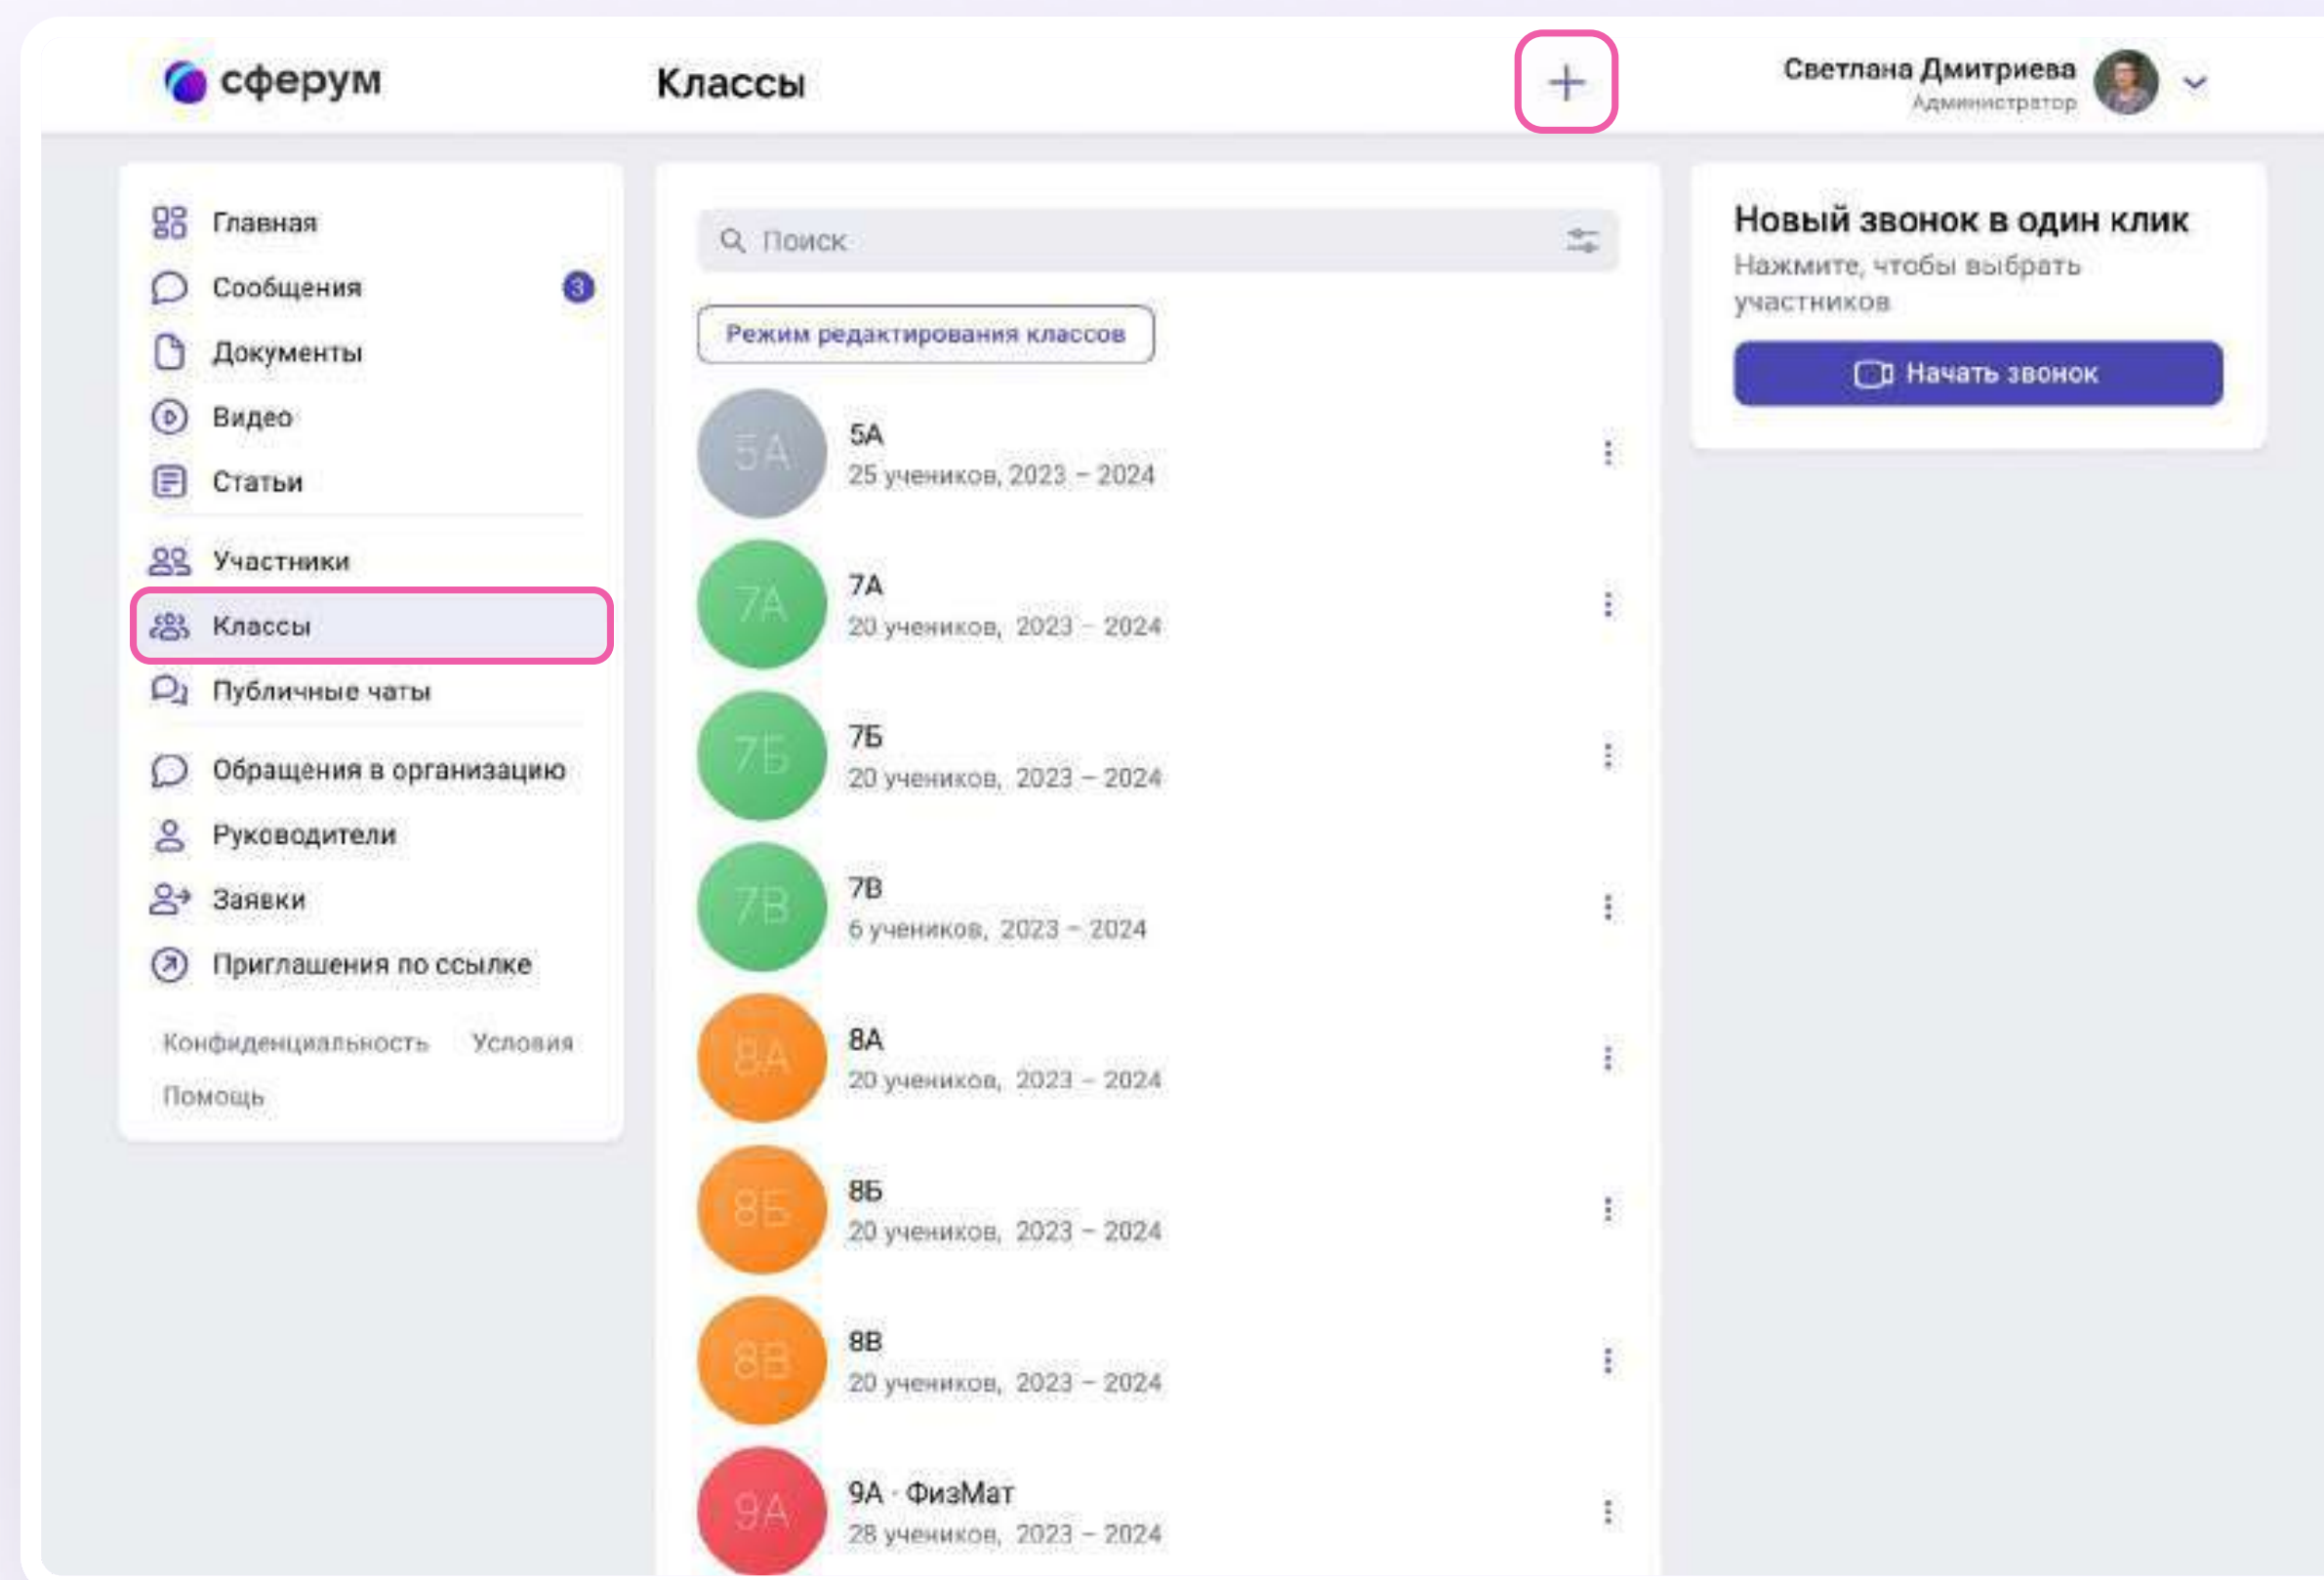 сферум
Классы
Светлана Дмитриева
Администратор
Главная
Сообщения 3
Документы
Видео
Статьи
Участники
Классы
Публичные чаты
Обращения в организацию
Руководители
Заявки
Приглашения по ссылке
Конфиденциальность Условия
Помощь
Поиск
Режим редактирования классов
5А
5А
25 учеников, 2023 – 2024
7А
7А
20 учеников, 2023 – 2024
7Б
7Б
20 учеников, 2023 – 2024
7В
7В
6 учеников, 2023 – 2024
8А
8А
20 учеников, 2023 – 2024
8Б
8Б
20 учеников, 2023 – 2024
8В
8В
20 учеников, 2023 – 2024
9А
9А · ФизМат
28 учеников, 2023 – 2024
Новый звонок в один клик
Нажмите, чтобы выбрать
участников
Начать звонок